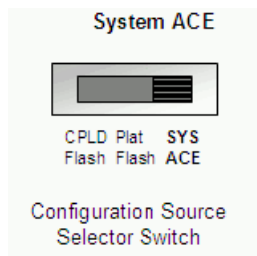 System ACE
CPLD Plat SYS
Flash Flash ACE
Configuration Source
Selector Switch